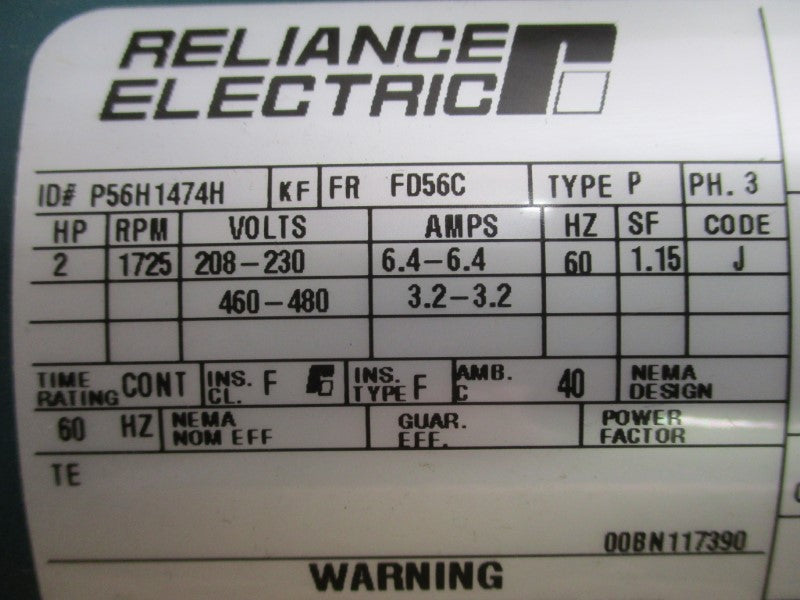 RELIANCE
ELECTRIC
ID# P56H1474H KF FR FD56C TYPE P PH. 3
HP RPM VOLTS AMPS HZ SF CODE
2 1725 208-230 6.4-6.4 60 1.15 J
460-480 3.2-3.2
TIME RATING CONT INS. CL. F INS. TYPE F AMB. C 40 NEMA DESIGN
60 HZ NEMA NOM EFF GUAR. EFF. POWER FACTOR
TE
00BN117390
WARNING